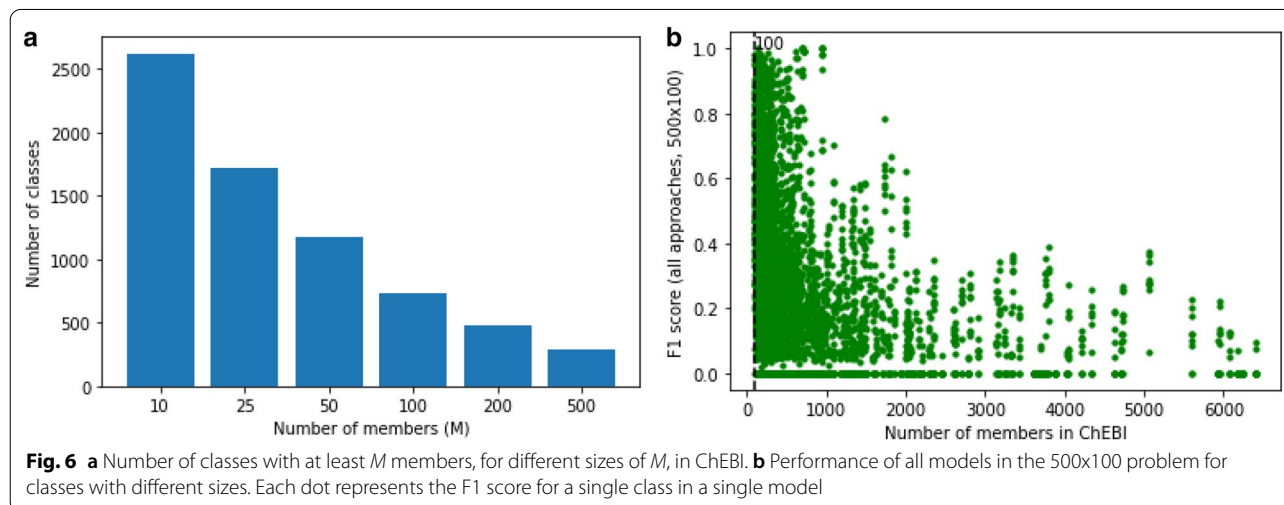 a
2500
2000
1500
1000
500
0
Number of classes
10 25 50 100 200 500
Number of members (M)
b
100
1.0
0.8
0.6
0.4
0.2
0.0
F1 score (all approaches, 500x100)
0 1000 2000 3000 4000 5000 6000
Number of members in ChEBI
Fig. 6 a Number of classes with at least M members, for different sizes of M, in ChEBI. b Performance of all models in the 500x100 problem for
classes with different sizes. Each dot represents the F1 score for a single class in a single model